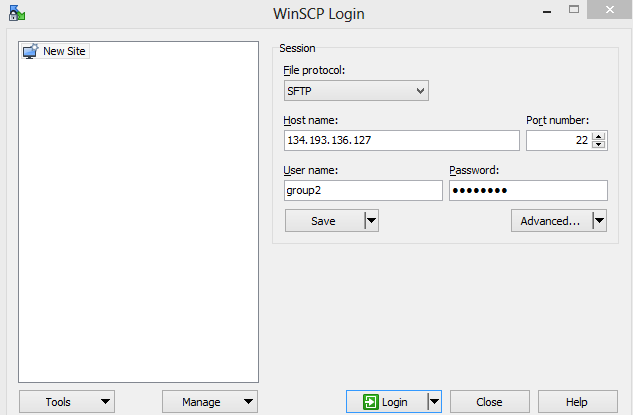 WinSCP Login
New Site
Session
File protocol:
SFTP
Host name: Port number:
134.193.136.127 22
User name: Password:
group2 ●●●●●●●●
Save Advanced...
Tools Manage Login Close Help